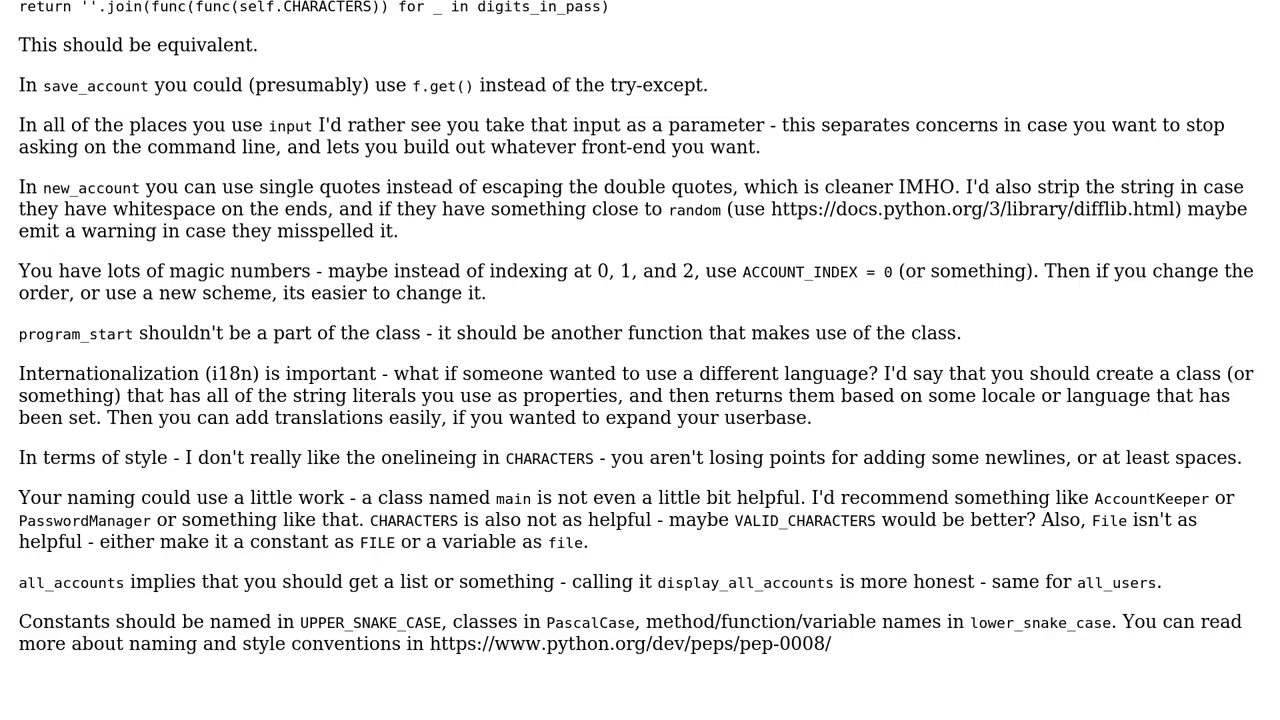 return ''.join(func(func(self.CHARACTERS)) for _ in digits_in_pass)
This should be equivalent.
In save_account you could (presumably) use f.get() instead of the try-except.
In all of the places you use input I'd rather see you take that input as a parameter - this separates concerns in case you want to stop
asking on the command line, and lets you build out whatever front-end you want.
In new_account you can use single quotes instead of escaping the double quotes, which is cleaner IMHO. I'd also strip the string in case
they have whitespace on the ends, and if they have something close to random (use https://docs.python.org/3/library/difflib.html) maybe
emit a warning in case they misspelled it.
You have lots of magic numbers - maybe instead of indexing at 0, 1, and 2, use ACCOUNT_INDEX = 0 (or something). Then if you change the
order, or use a new scheme, its easier to change it.
program_start shouldn't be a part of the class - it should be another function that makes use of the class.
Internationalization (i18n) is important - what if someone wanted to use a different language? I'd say that you should create a class (or
something) that has all of the string literals you use as properties, and then returns them based on some locale or language that has
been set. Then you can add translations easily, if you wanted to expand your userbase.
In terms of style - I don't really like the onelineing in CHARACTERS - you aren't losing points for adding some newlines, or at least spaces.
Your naming could use a little work - a class named main is not even a little bit helpful. I'd recommend something like AccountKeeper or
PasswordManager or something like that. CHARACTERS is also not as helpful - maybe VALID_CHARACTERS would be better? Also, File isn't as
helpful - either make it a constant as FILE or a variable as file.
all_accounts implies that you should get a list or something - calling it display_all_accounts is more honest - same for all_users.
Constants should be named in UPPER_SNAKE_CASE, classes in PascalCase, method/function/variable names in lower_snake_case. You can read
more about naming and style conventions in https://www.python.org/dev/peps/pep-0008/